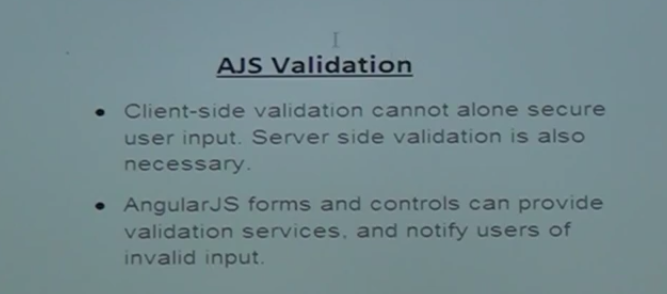 AJS Validation
• Client-side validation cannot alone secure
user input. Server side validation is also
necessary.
• AngularJS forms and controls can provide
validation services, and notify users of
invalid input.